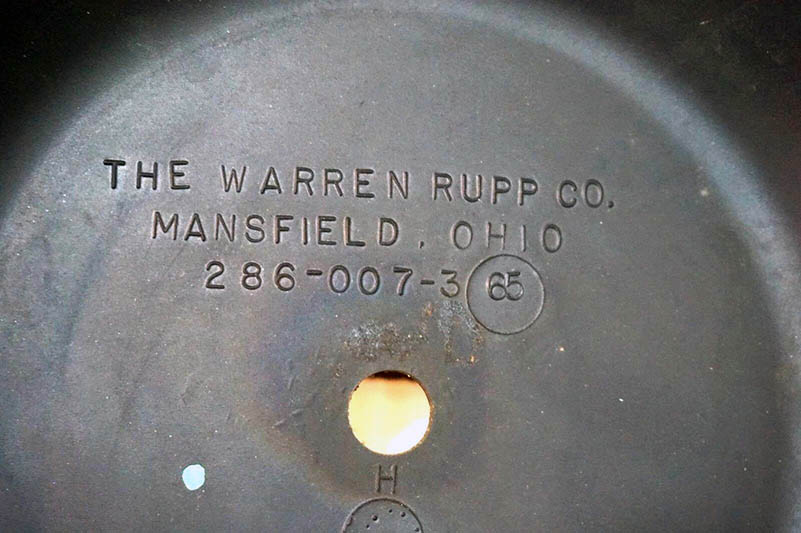 THE WARREN RUPP CO.
MANSFIELD, OHIO
286-007-3 65
H